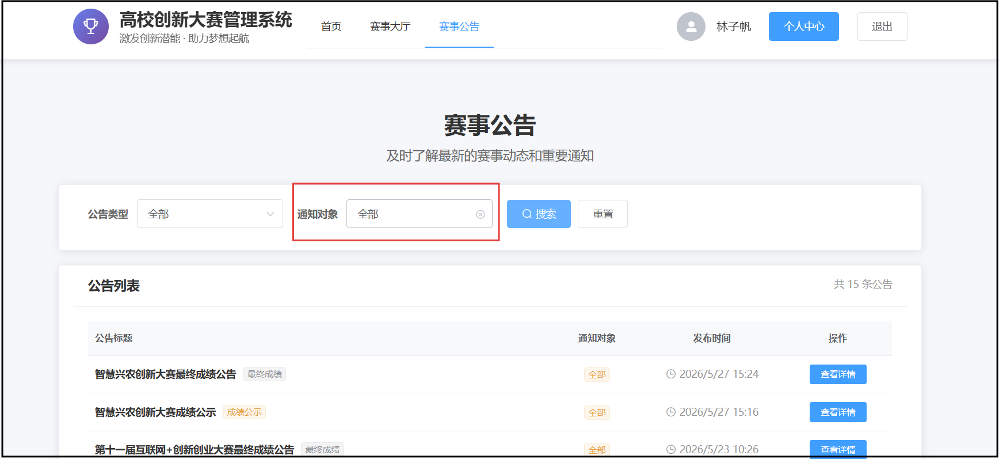 高校创新大赛管理系统
激发创新潜能 · 助力梦想起航
首页 赛事大厅 赛事公告
林子帆 个人中心 退出
赛事公告
及时了解最新的赛事动态和重要通知
公告类型 全部 通知对象 全部 搜索 重置
公告列表 共 15 条公告
公告标题 通知对象 发布时间 操作
智慧兴农创新大赛最终成绩公告 最终成绩 全部 2026/5/27 15:24 查看详情
智慧兴农创新大赛成绩公示 成绩公示 全部 2026/5/27 15:16 查看详情
第十一届互联网+创新创业大赛最终成绩公告 最终成绩 全部 2026/5/23 10:26 查看详情